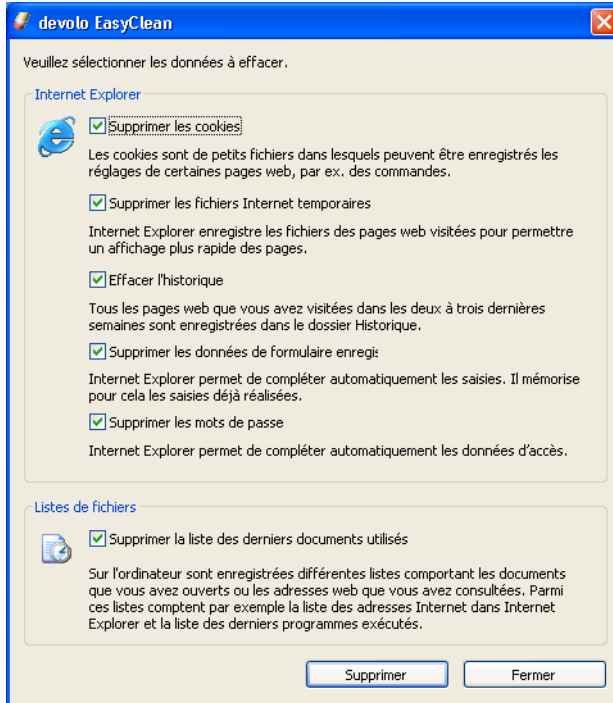 devolo EasyClean
Veuillez sélectionner les données à effacer.
Internet Explorer
Supprimer les cookies
Les cookies sont de petits fichiers dans lesquels peuvent être enregistrés les
réglages de certaines pages web, par ex. des commandes.
Supprimer les fichiers Internet temporaires
Internet Explorer enregistre les fichiers des pages web visitées pour permettre
un affichage plus rapide des pages.
Effacer l'historique
Tous les pages web que vous avez visitées dans les deux à trois dernières
semaines sont enregistrées dans le dossier Historique.
Supprimer les données de formulaire enregis
Internet Explorer permet de compléter automatiquement les saisies. Il mémorise
pour cela les saisies déjà réalisées.
Supprimer les mots de passe
Internet Explorer permet de compléter automatiquement les données d'accès.
Listes de fichiers
Supprimer la liste des derniers documents utilisés
Sur l'ordinateur sont enregistrées différentes listes comportant les documents
que vous avez ouverts ou les adresses web que vous avez consultées. Parmi
ces listes comptent par exemple la liste des adresses Internet dans Internet
Explorer et la liste des derniers programmes exécutés.
Supprimer
Fermer